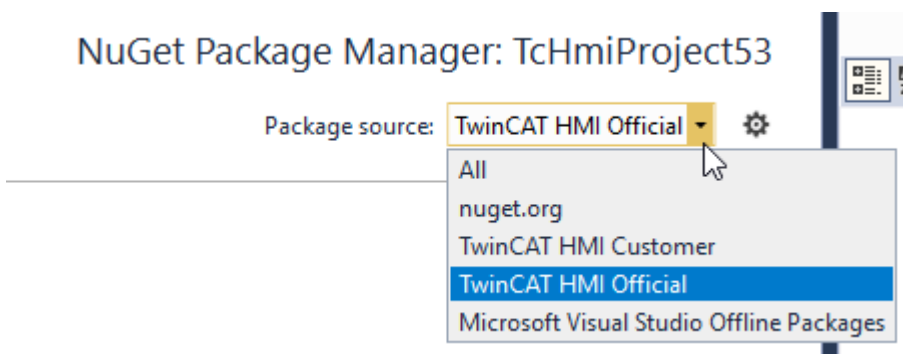 NuGet Package Manager: TcHmiProject53
Package source: TwinCAT HMI Official
All
nuget.org
TwinCAT HMI Customer
TwinCAT HMI Official
Microsoft Visual Studio Offline Packages